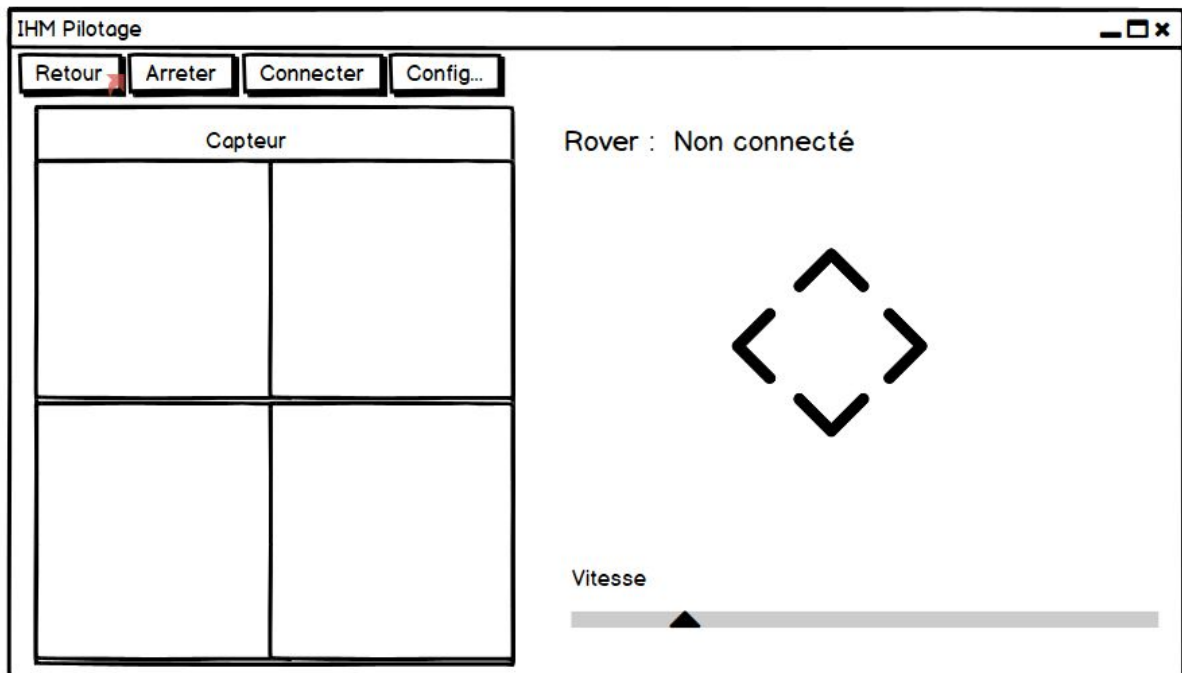 IHM Pilotage
Retour Arreter Connecter Config...
Capteur
Rover : Non connecté
Vitesse